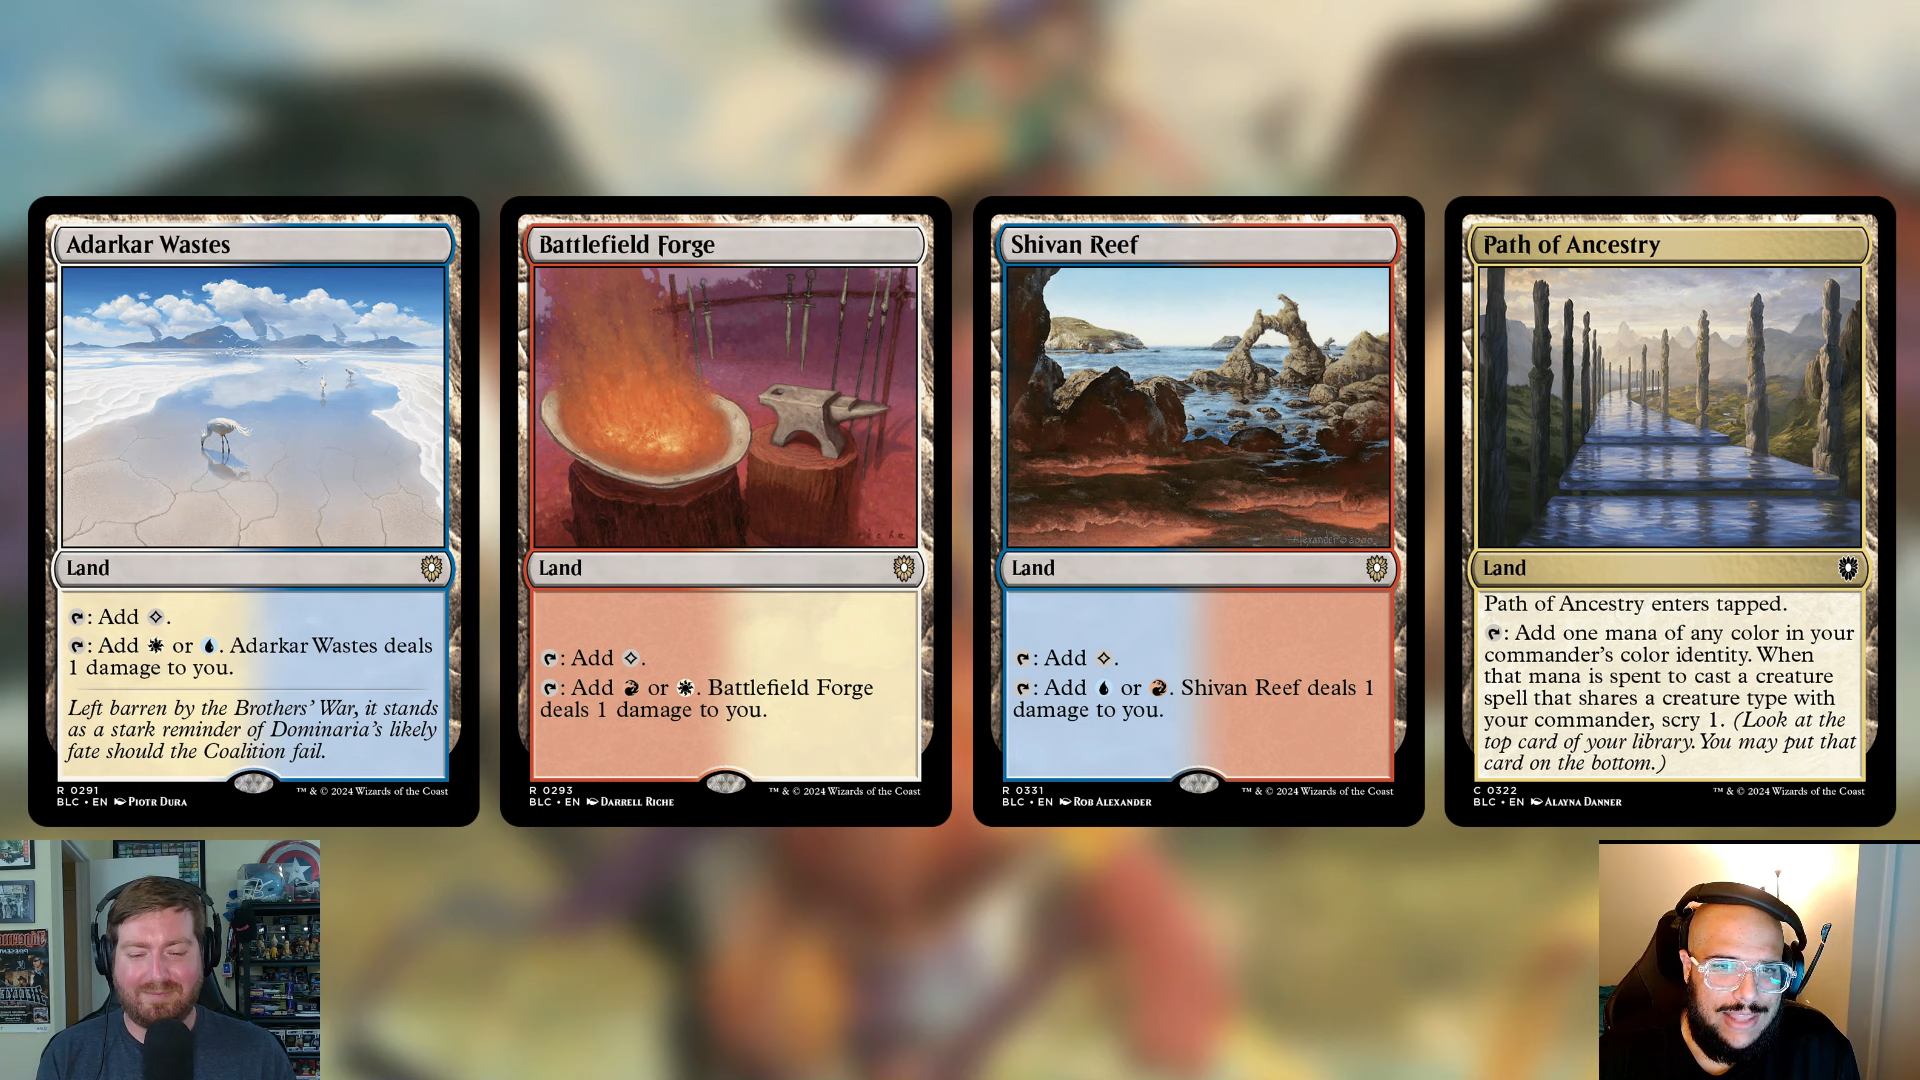 Adarkar Wastes
Land
: Add .
: Add or . Adarkar Wastes deals
1 damage to you.
Left barren by the Brothers' War, it stands
as a stark reminder of Dominaria's likely
fate should the Coalition fail.
R 0291
BLC • EN Piotr Dura
™ & © 2024 Wizards of the Coast
Battlefield Forge
Land
: Add .
: Add or . Battlefield Forge
deals 1 damage to you.
R 0293
BLC • EN Darrell Riche
™ & © 2024 Wizards of the Coast
Shivan Reef
Alexander © 2000
Land
: Add .
: Add or . Shivan Reef deals 1
damage to you.
R 0331
BLC • EN Rob Alexander
™ & © 2024 Wizards of the Coast
Path of Ancestry
Land
Path of Ancestry enters tapped.
: Add one mana of any color in your
commander's color identity. When
that mana is spent to cast a creature
spell that shares a creature type with
your commander, scry 1. (Look at the
top card of your library. You may put that
card on the bottom.)
C 0322
BLC • EN Alayna Danner
™ & © 2024 Wizards of the Coast